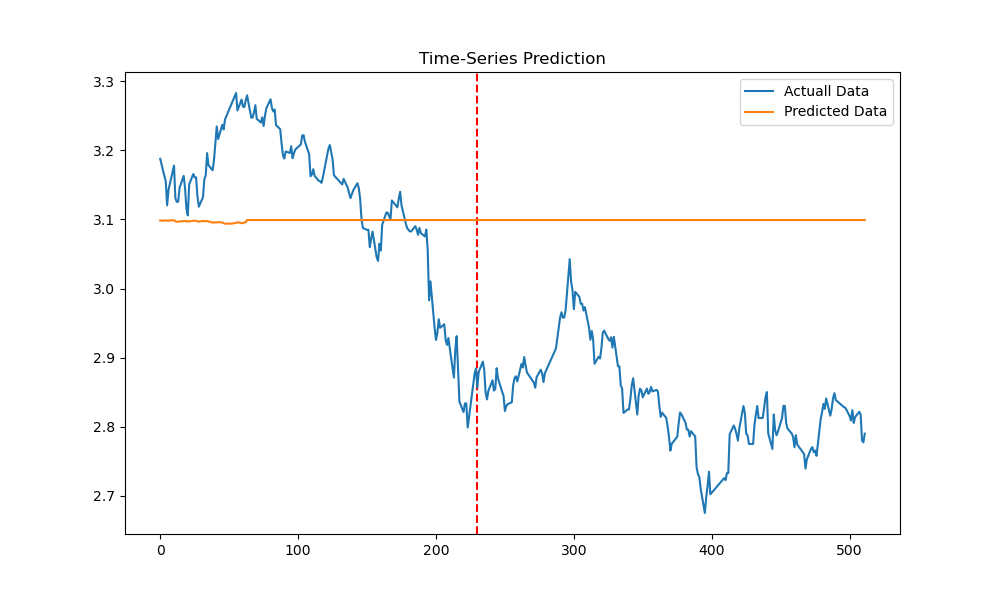 Time-Series Prediction
Actuall Data
Predicted Data
3.3
3.2
3.1
3.0
2.9
2.8
2.7
0 100 200 300 400 500